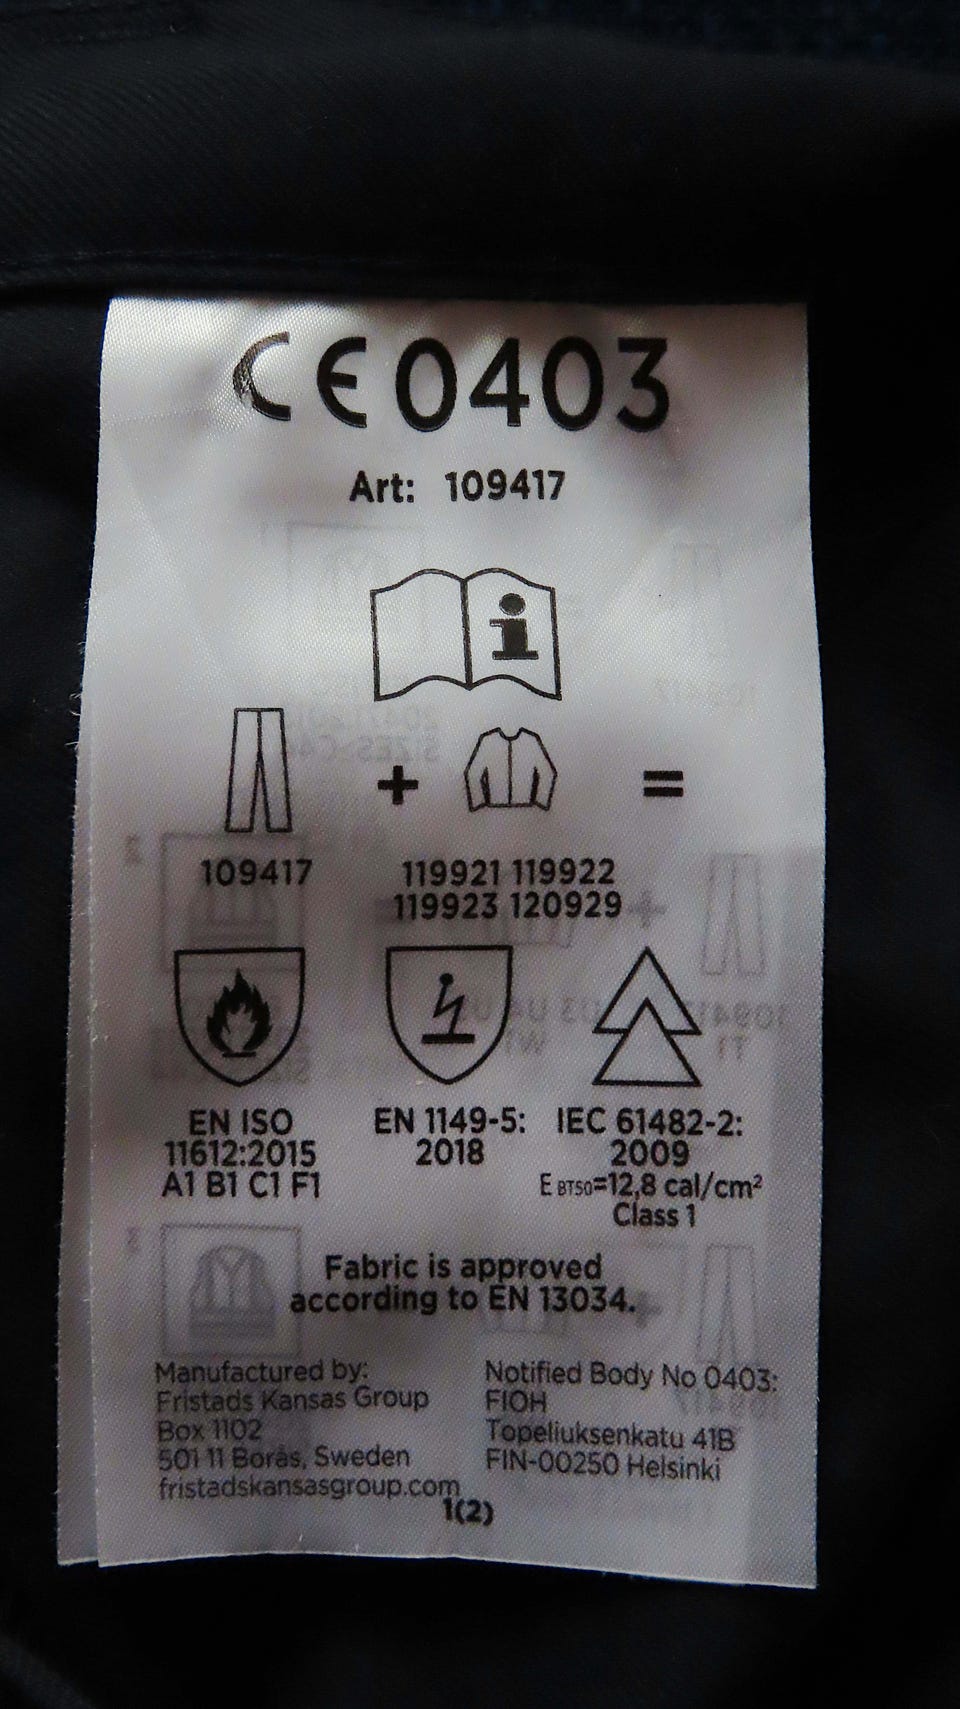 CE 0403
Art: 109417
i
+ =
109417
119921 119922
119923 120929
EN ISO
11612:2015
A1 B1 C1 F1
EN 1149-5:
2018
IEC 61482-2:
2009
E BT50=12,8 cal/cm²
Class 1
Fabric is approved
according to EN 13034.
Manufactured by:
Fristads Kansas Group
Box 1102
501 11 Borås, Sweden
fristadskansasgroup.com
Notified Body No 0403:
FIOH
Topeliuksenkatu 41B
FIN-00250 Helsinki
1(2)